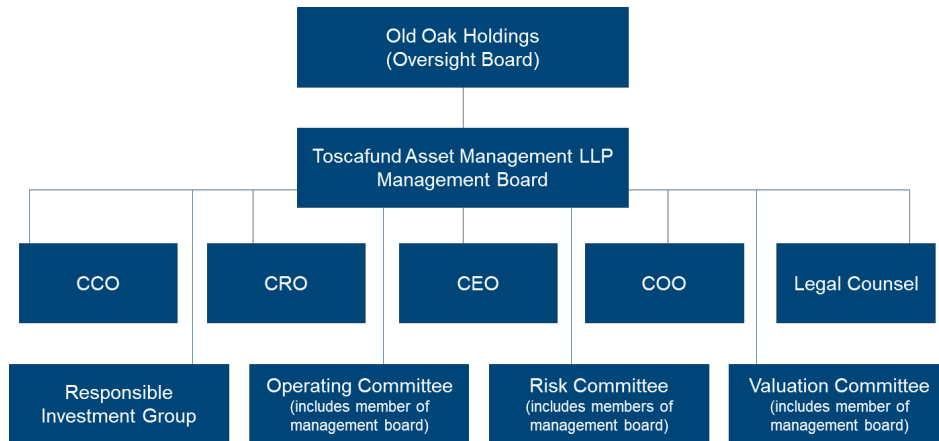 Old Oak Holdings
(Oversight Board)
Toscafund Asset Management LLP
Management Board
CCO
CRO
CEO
COO
Legal Counsel
Responsible
Investment Group
Operating Committee
(includes member of
management board)
Risk Committee
(includes members of
management board)
Valuation Committee
(includes member of
management board)